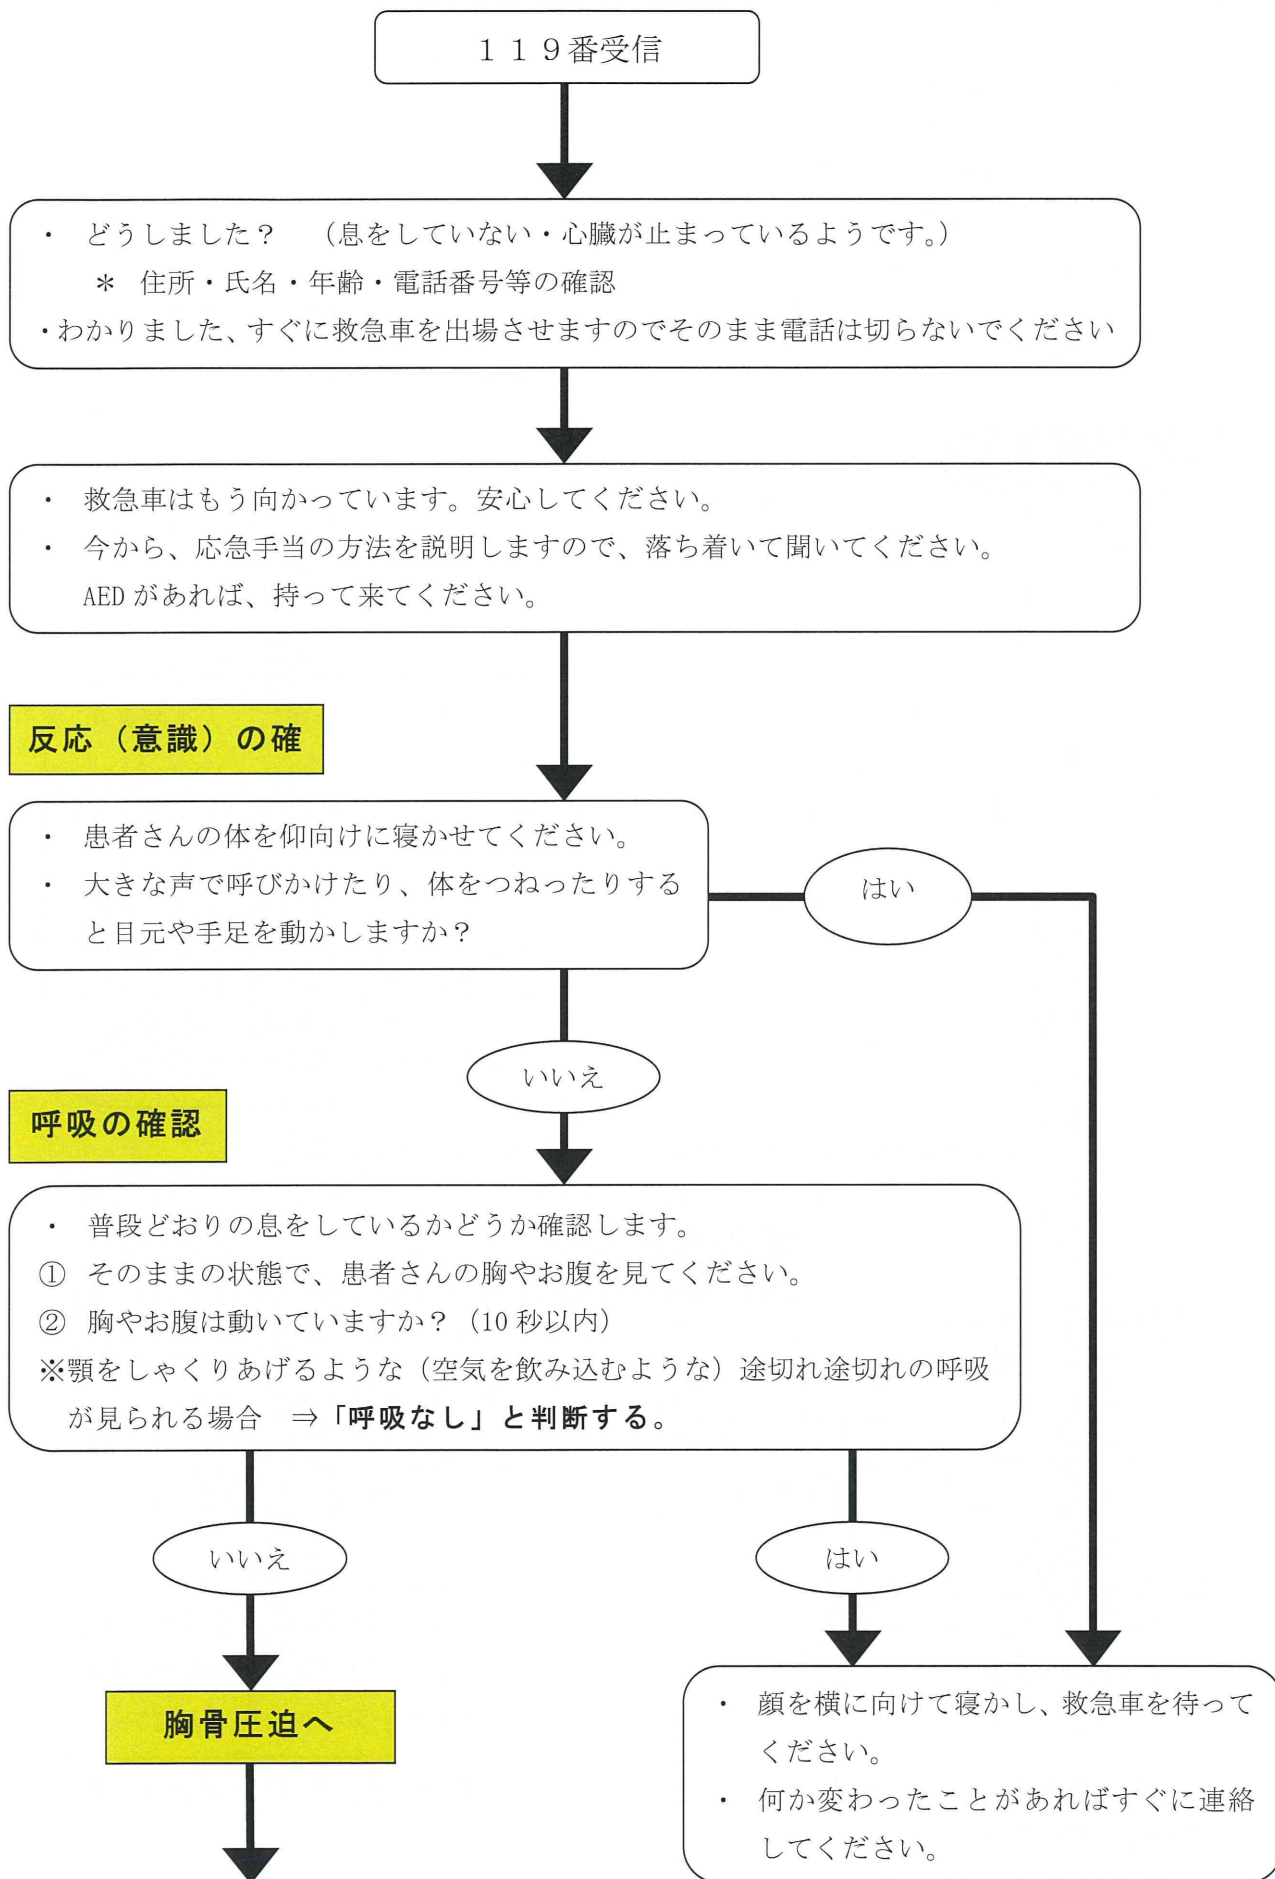 １１９番受信
・ どうしました？ （息をしていない・心臓が止まっているようです。）
＊ 住所・氏名・年齢・電話番号等の確認
・わかりました、すぐに救急車を出場させますのでそのまま電話は切らないでください
・ 救急車はもう向かっています。安心してください。
・ 今から、応急手当の方法を説明しますので、落ち着いて聞いてください。
AED があれば、持って来てください。
反応（意識）の確
・ 患者さんの体を仰向けに寝かせてください。
・ 大きな声で呼びかけたり、体をつねったりする
と目元や手足を動かしますか？
はい
いいえ
呼吸の確認
・ 普段どおりの息をしているかどうか確認します。
① そのままの状態で、患者さんの胸やお腹を見てください。
② 胸やお腹は動いていますか？（10 秒以内）
※顎をしゃくりあげるような（空気を飲み込むような）途切れ途切れの呼吸
が見られる場合 ⇒「呼吸なし」と判断する。
いいえ
はい
胸骨圧迫へ
・ 顔を横に向けて寝かし、救急車を待って
ください。
・ 何か変わったことがあればすぐに連絡
してください。